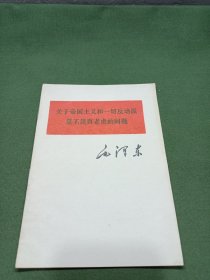 关于帝国主义和一切反动派
是不是真老虎的问题
毛泽东